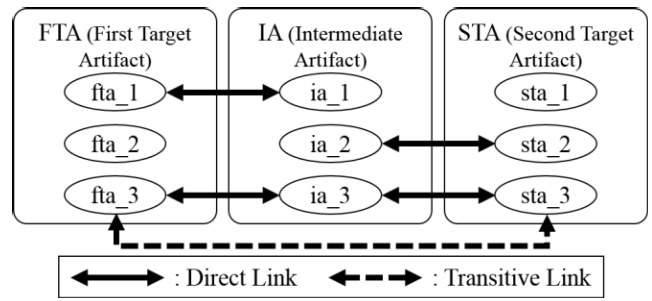 FTA (First Target
Artifact)
fta_1
fta_2
fta_3
IA (Intermediate
Artifact)
ia_1
ia_2
ia_3
STA (Second Target
Artifact)
sta_1
sta_2
sta_3
: Direct Link
: Transitive Link